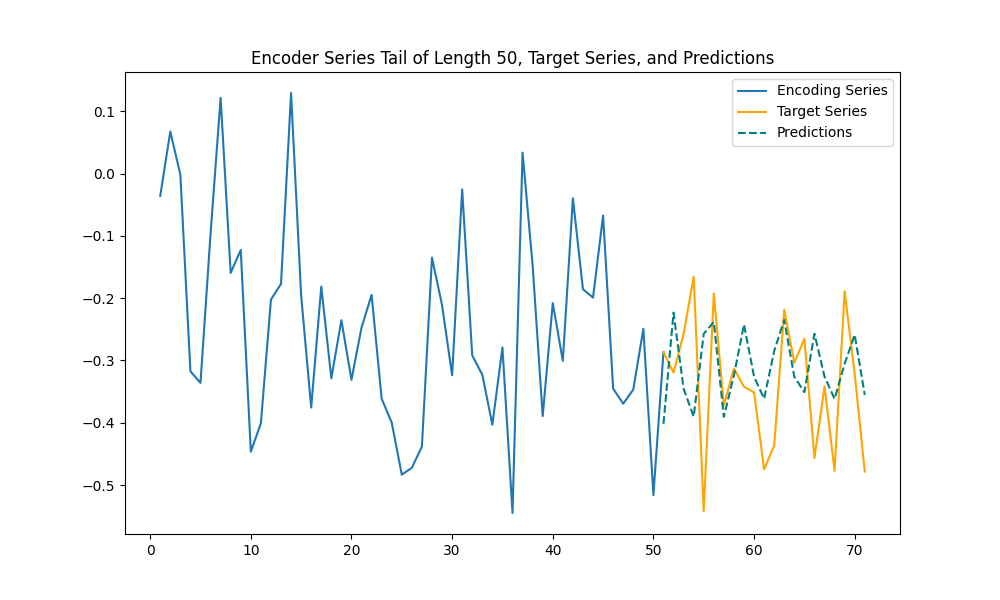 Encoder Series Tail of Length 50, Target Series, and Predictions
Encoding Series
Target Series
Predictions
0.1
0.0
−0.1
−0.2
−0.3
−0.4
−0.5
0 10 20 30 40 50 60 70